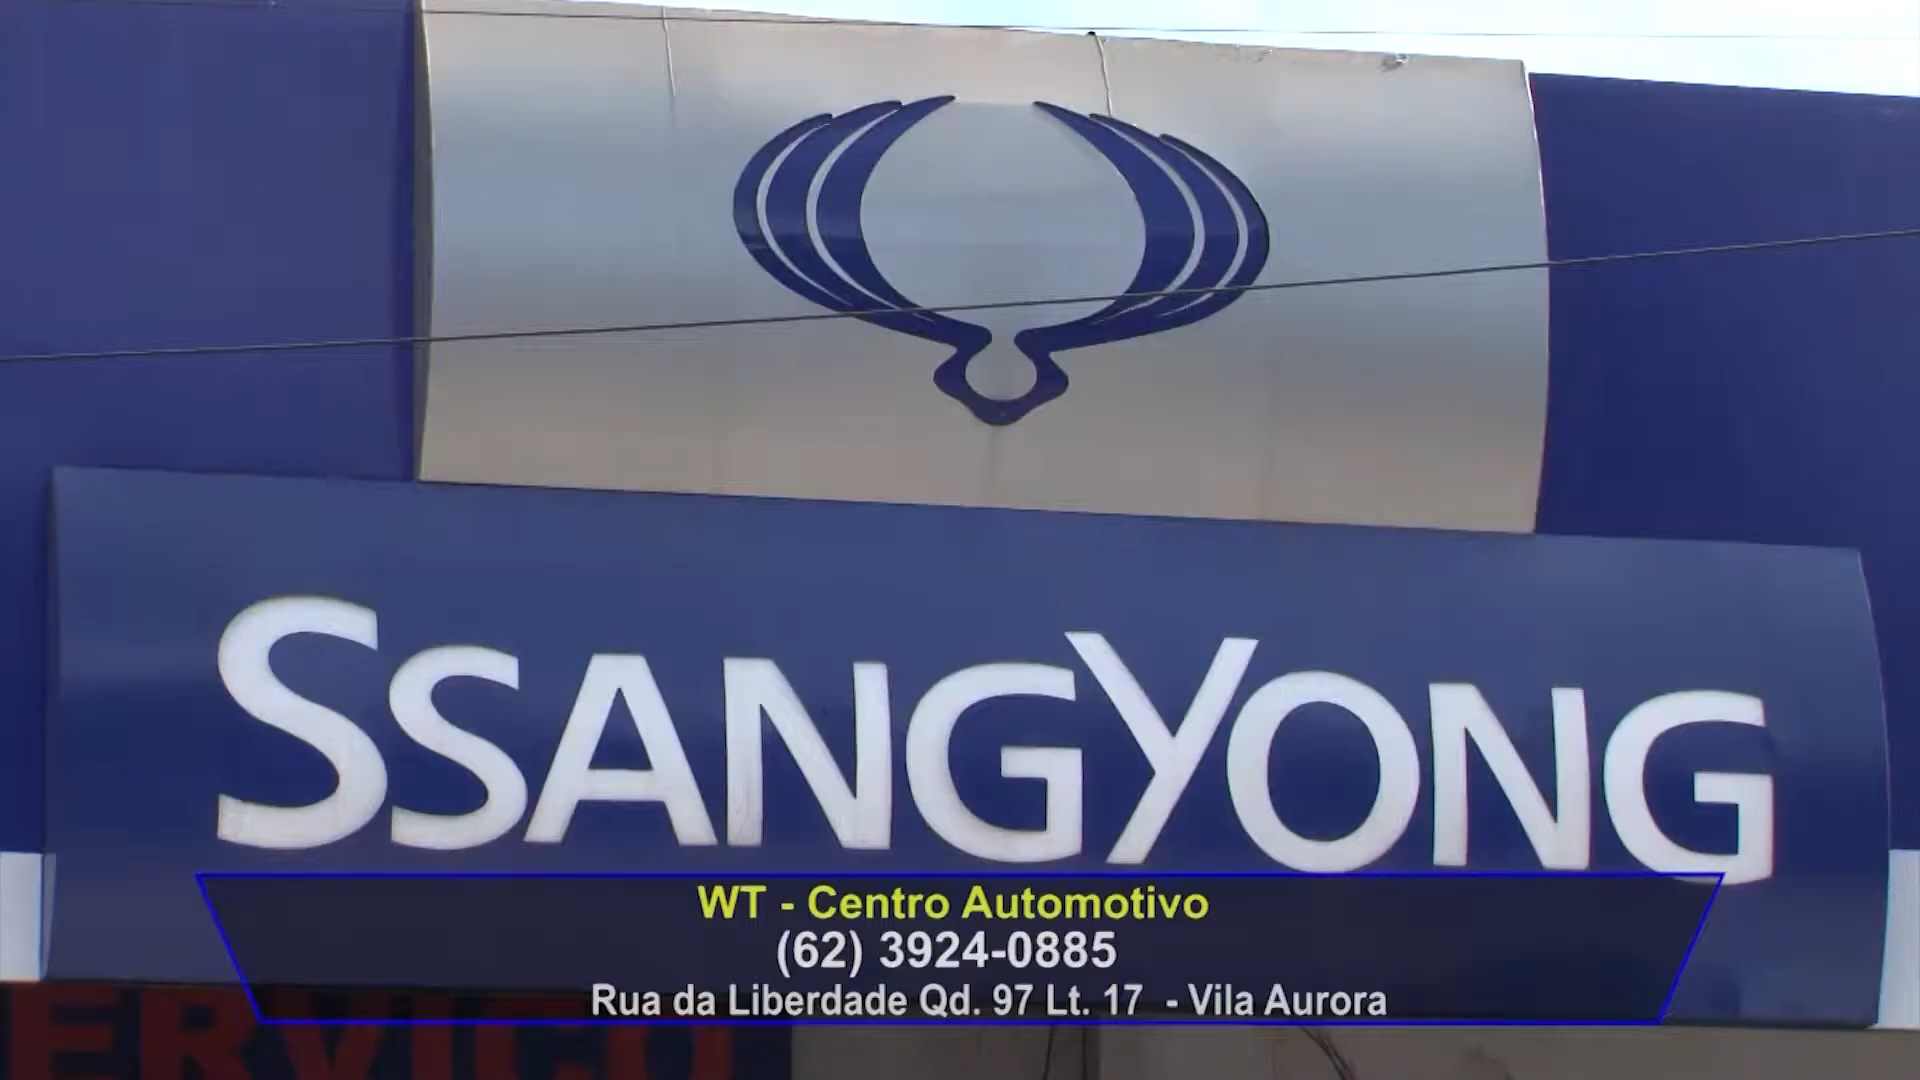 SSANGYONG
WT - Centro Automotivo
(62) 3924-0885
Rua da Liberdade Qd. 97 Lt. 17 - Vila Aurora